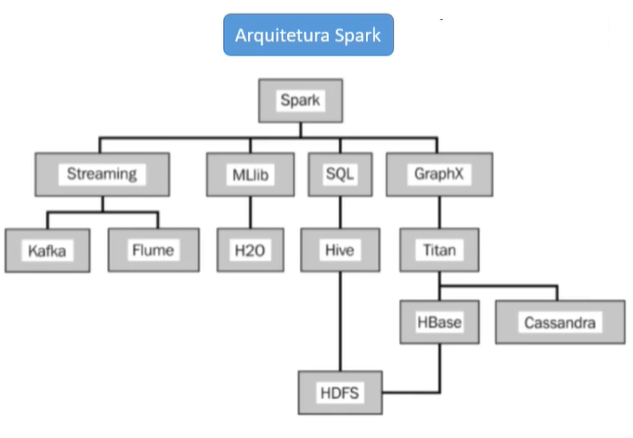 Arquitetura Spark
Spark
Streaming
MLlib
SQL
GraphX
Kafka
Flume
H2O
Hive
Titan
HBase
Cassandra
HDFS